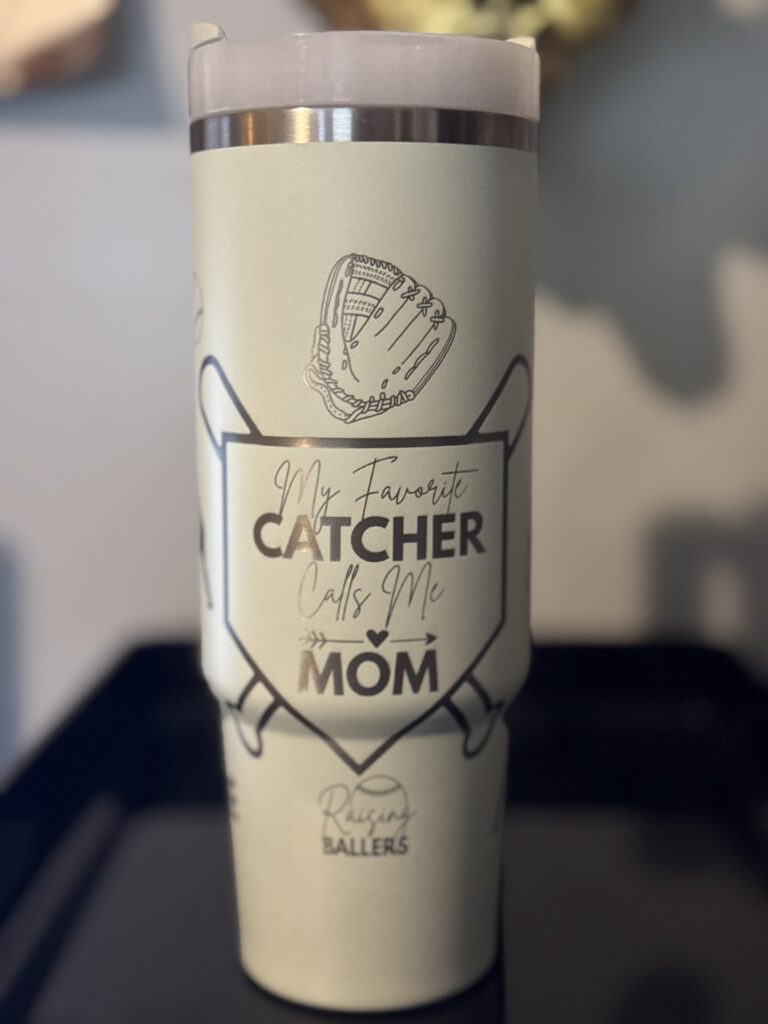 My Favorite
CATCHER
Calls Me
MOM
Raising
BALLERS